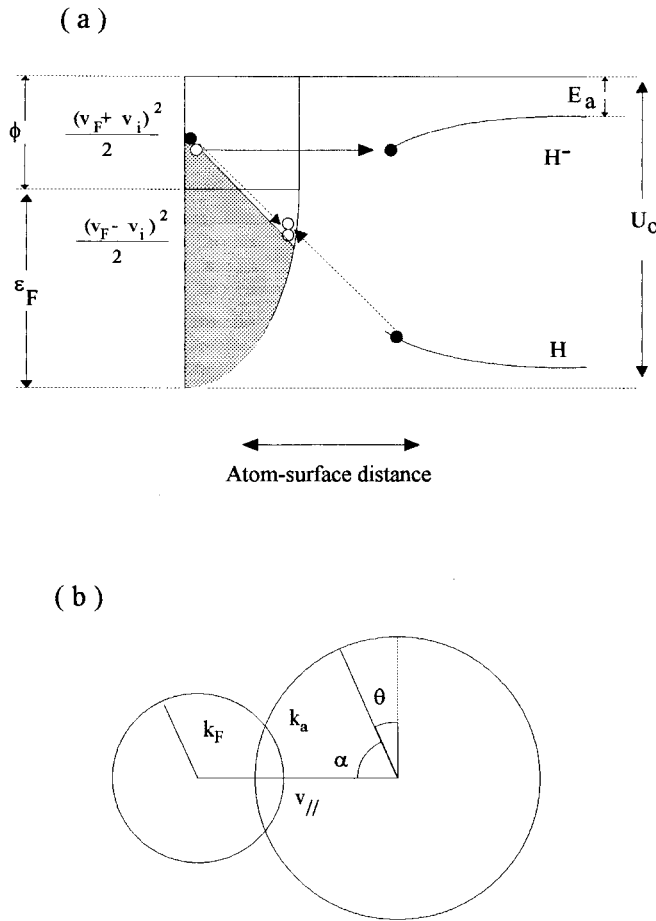 ( a )
E_a
(v_F + v_i)^2
2
ϕ
H⁻
(v_F - v_i)^2
2
U_c
ε_F
H
Atom-surface distance
( b )
θ
k_F
k_a
α
v_//